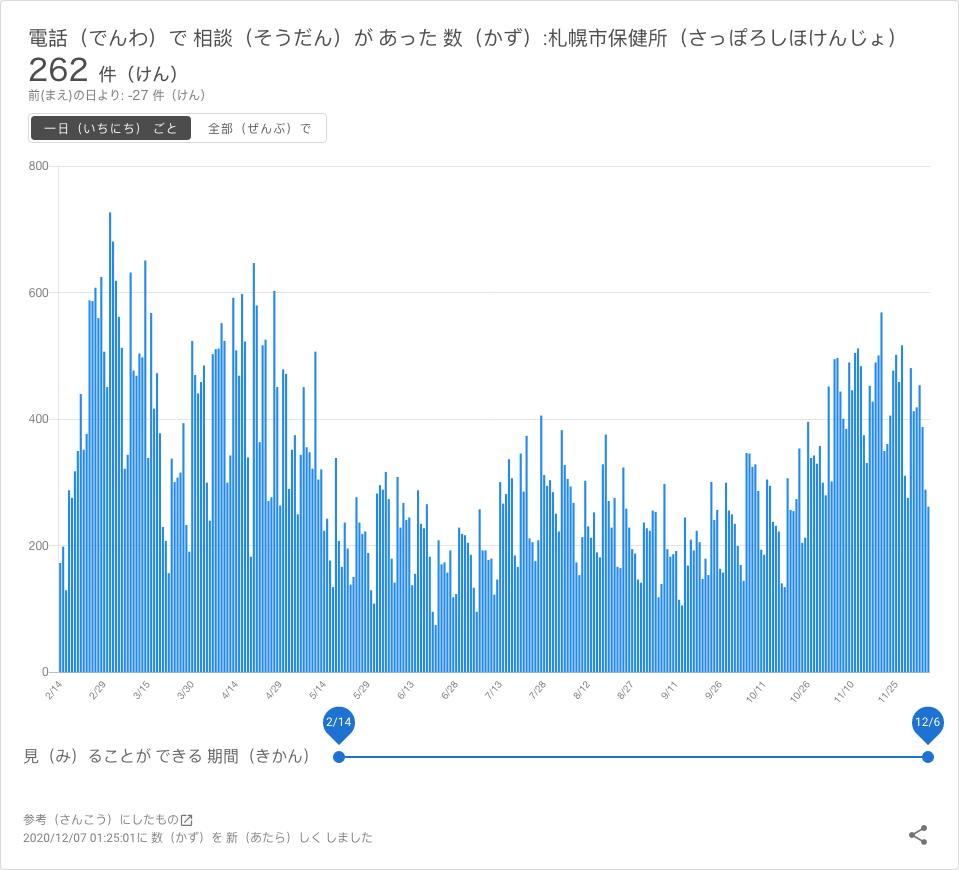 電話（でんわ）で 相談（そうだん）が あった 数（かず）:札幌市保健所（さっぽろしほけんじょ）
262 件（けん）
前(まえ)の日より: -27 件（けん）
一日（いちにち） ごと 全部（ぜんぶ）で
800
600
400
200
0
2/14 2/29 3/15 3/30 4/14 4/29 5/14 5/29 6/13 6/28 7/13 7/28 8/12 8/27 9/11 9/26 10/11 10/26 11/10 11/25
2/14 12/6
見（み）ることが できる 期間（きかん）
参考（さんこう）にしたもの
2020/12/07 01:25:01に 数（かず）を 新（あたら）しく しました